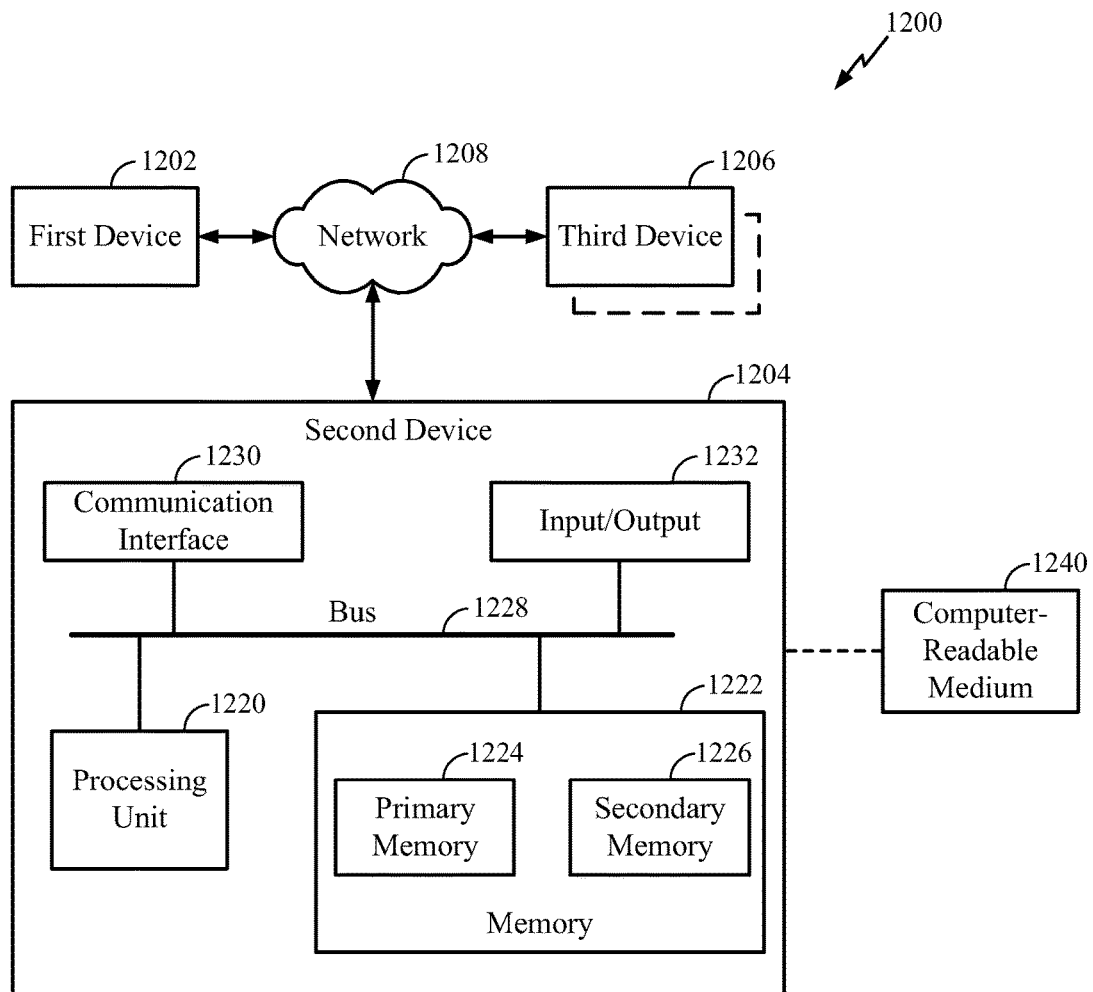 1200
1202
1208
1206
First Device
Network
Third Device
1204
Second Device
1230
1232
Communication
Interface
Input/Output
1240
Computer-
Readable
Medium
Bus
1228
1220
1222
Processing
Unit
1224
1226
Primary
Memory
Secondary
Memory
Memory